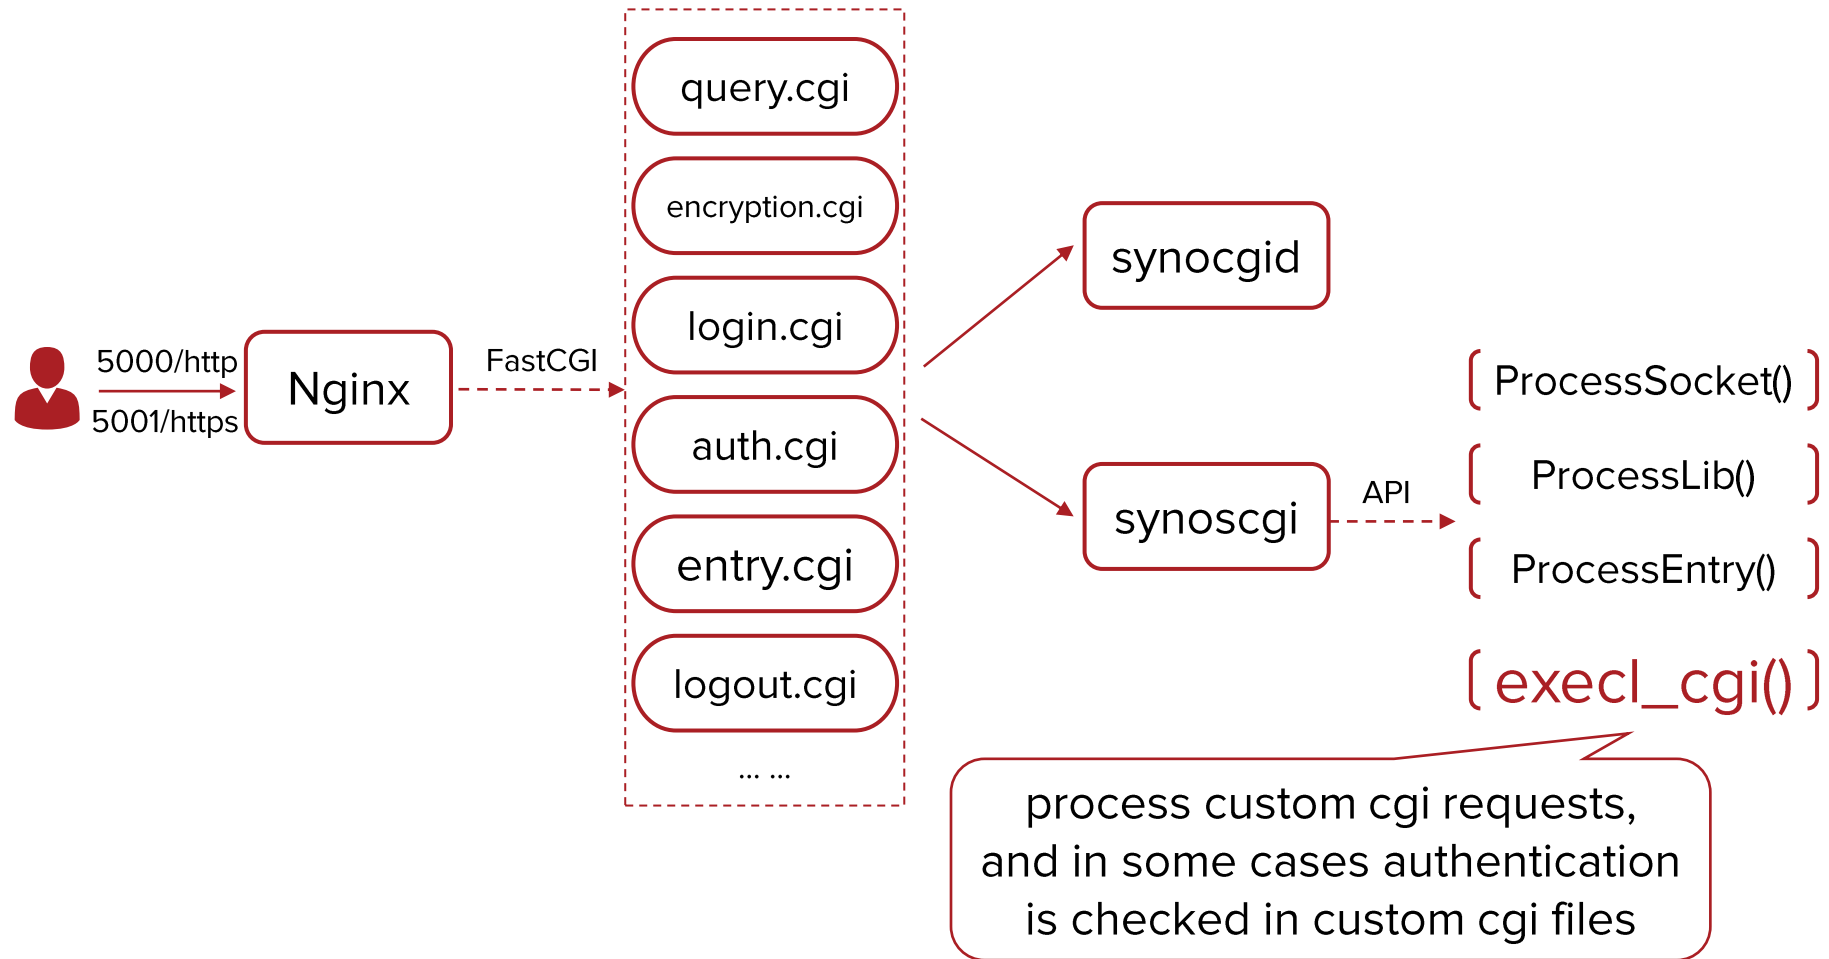 5000/http
5001/https
Nginx
FastCGI
query.cgi
encryption.cgi
login.cgi
auth.cgi
entry.cgi
logout.cgi
... ...
synocgid
synoscgi
API
ProcessSocket()
ProcessLib()
ProcessEntry()
execl_cgi()
process custom cgi requests,
and in some cases authentication
is checked in custom cgi files